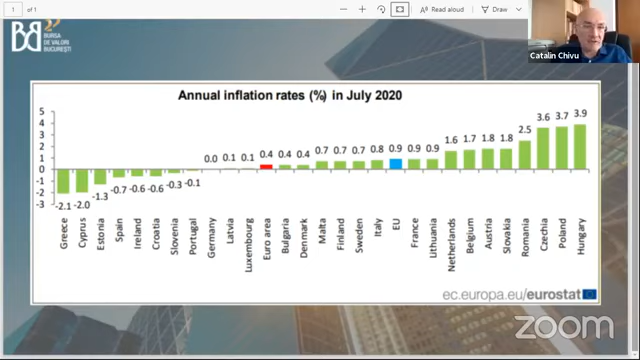 1 of 1
Read aloud
Draw
Catalin Chivu
BURSA
DE VALORI
BUCURESTI
Annual inflation rates (%) in July 2020
5
4
3
2
1
0
-1
-2
-3
-2.1 -2.0 -1.3 -0.7 -0.6 -0.6 -0.3 -0.1 0.0 0.1 0.1 0.4 0.4 0.4 0.7 0.7 0.7 0.8 0.9 0.9 0.9 1.6 1.7 1.8 1.8 2.5 3.6 3.7 3.9
Greece
Cyprus
Estonia
Spain
Ireland
Croatia
Slovenia
Portugal
Germany
Latvia
Luxembourg
Euro area
Bulgaria
Denmark
Malta
Finland
Sweden
Italy
EU
France
Lithuania
Netherlands
Belgium
Austria
Slovakia
Romania
Czechia
Poland
Hungary
ec.europa.eu/eurostat
zoom